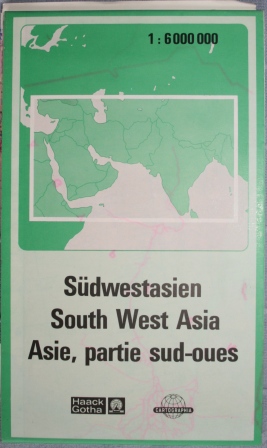 1 : 6 000 000
Südwestasien
South West Asia
Asie, partie sud-oues
Haack
Gotha
CARTOGRAPHIA